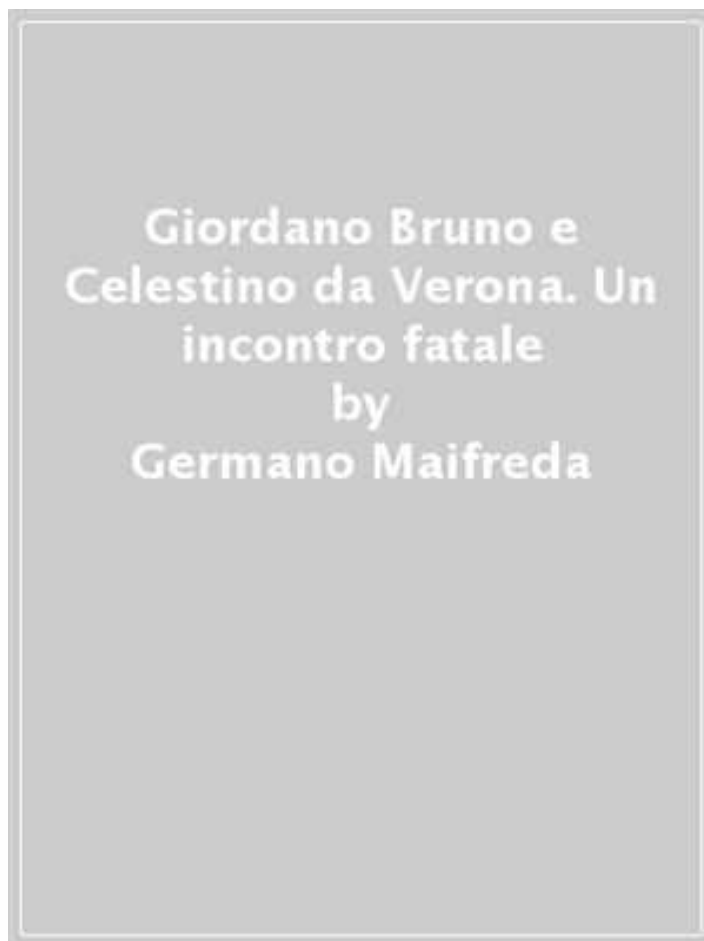 Giordano Bruno e
Celestino da Verona. Un
incontro fatale
by
Germano Maifreda